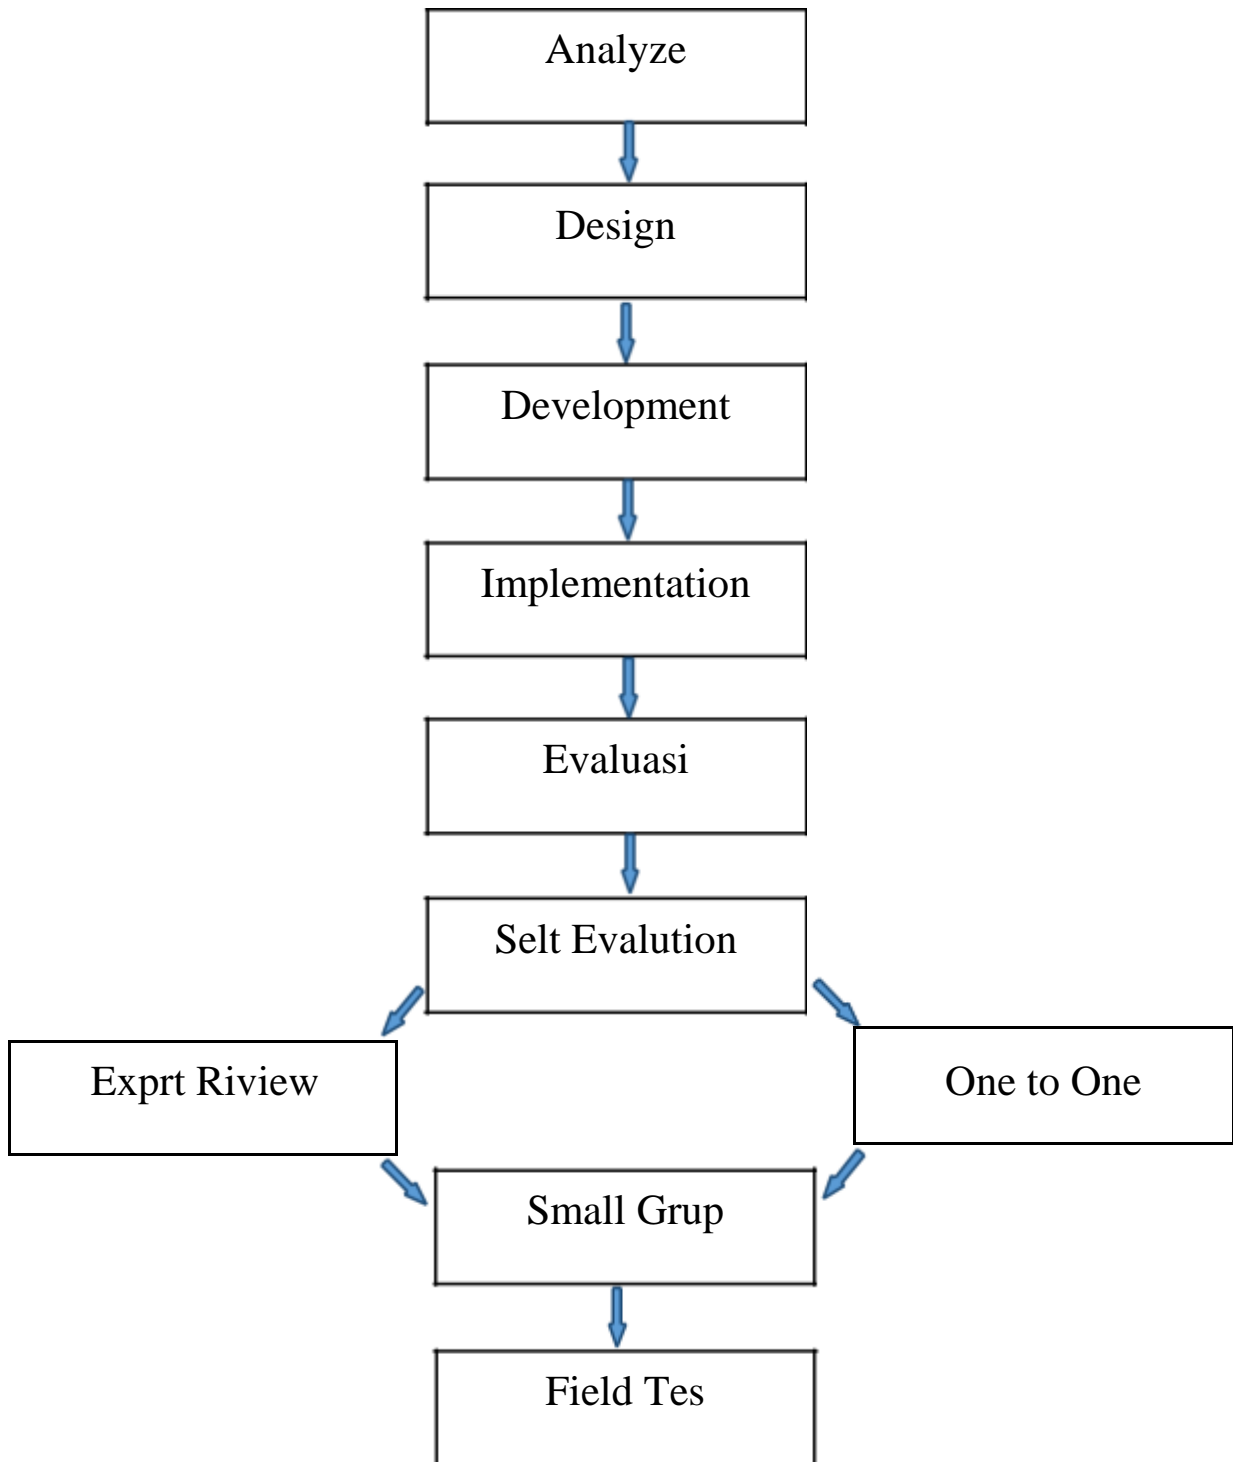 Analyze
Design
Development
Implementation
Evaluasi
Selt Evalution
Exprt Riview
One to One
Small Grup
Field Tes